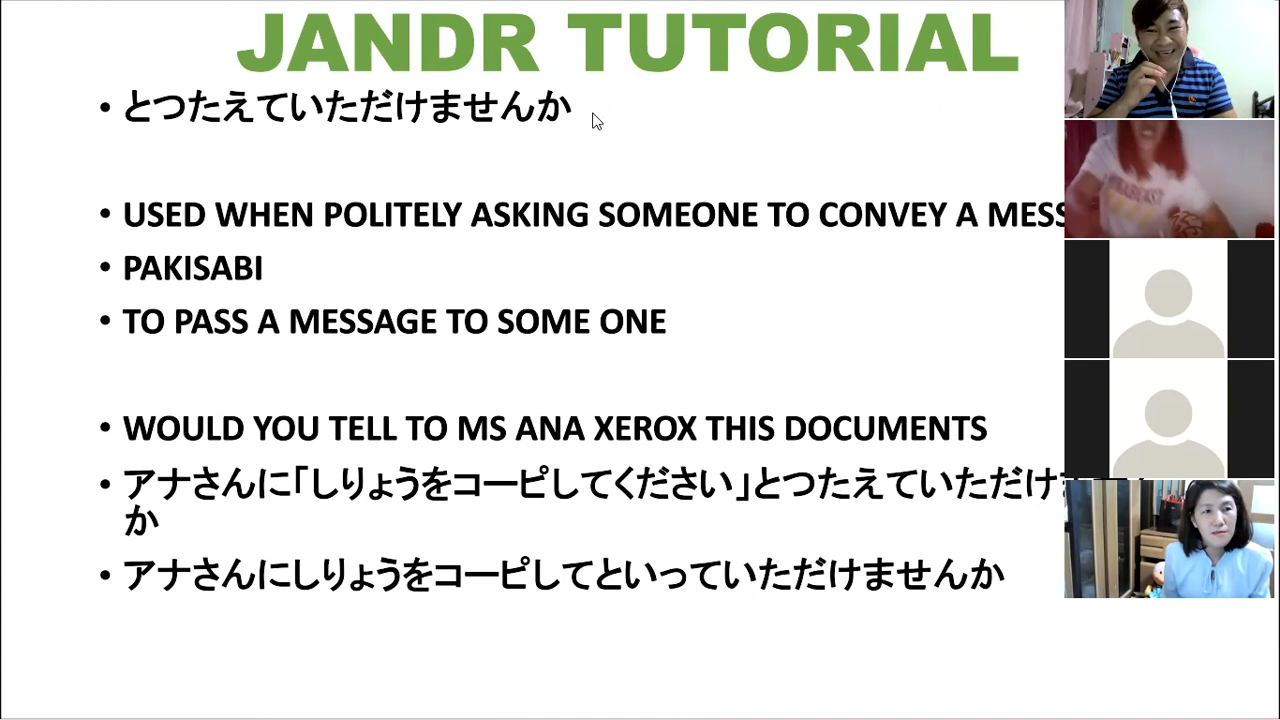 JANDR TUTORIAL
• とつたえていただけませんか
• USED WHEN POLITELY ASKING SOMEONE TO CONVEY A MESS
• PAKISABI
• TO PASS A MESSAGE TO SOME ONE
• WOULD YOU TELL TO MS ANA XEROX THIS DOCUMENTS
• アナさんに「しりょうをコーピしてください」とつたえていただけ
か
• アナさんにしりょうをコーピしてといっていただけませんか